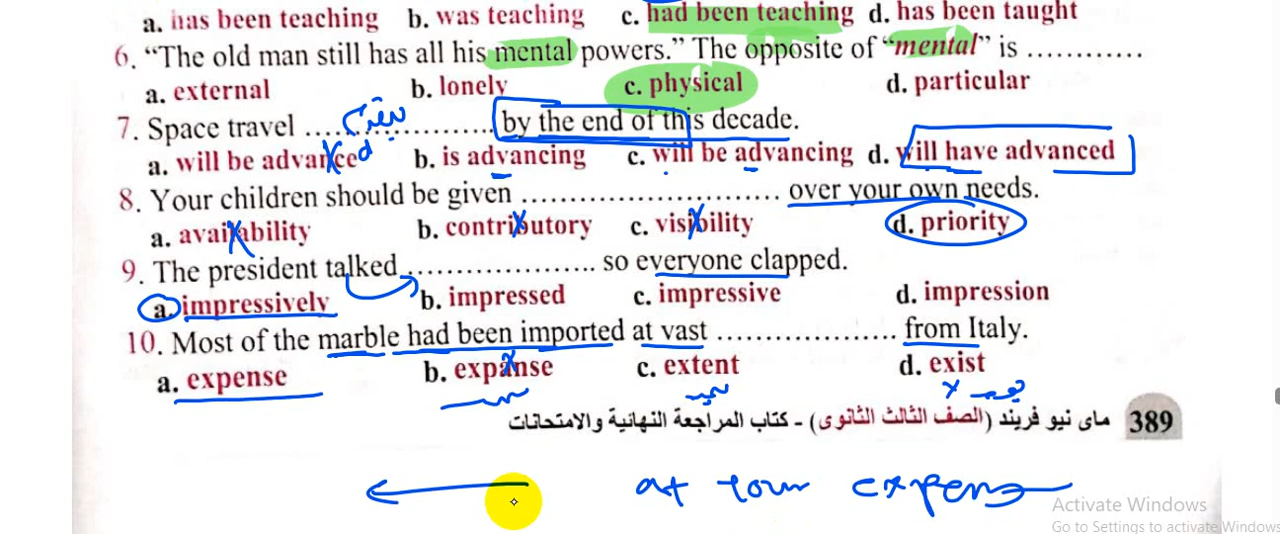 a. has been teaching b. was teaching c. had been teaching d. has been taught
6. “The old man still has all his mental powers.” The opposite of “mental” is …………
a. external b. lonely c. physical d. particular
7. Space travel ………………… by the end of this decade.
a. will be advanced b. is advancing c. will be advancing d. will have advanced
8. Your children should be given ………………………… over your own needs.
a. availability b. contributory c. visibility d. priority
9. The president talked ………………… so everyone clapped.
a. impressively b. impressed c. impressive d. impression
10. Most of the marble had been imported at vast ………………… from Italy.
a. expense b. expanse c. extent d. exist
389 ماى نيو فريند (الصف الثالث الثانوى) - كتاب المراجعة النهائية والامتحانات
at your expense
Activate Windows
Go to Settings to activate Windows